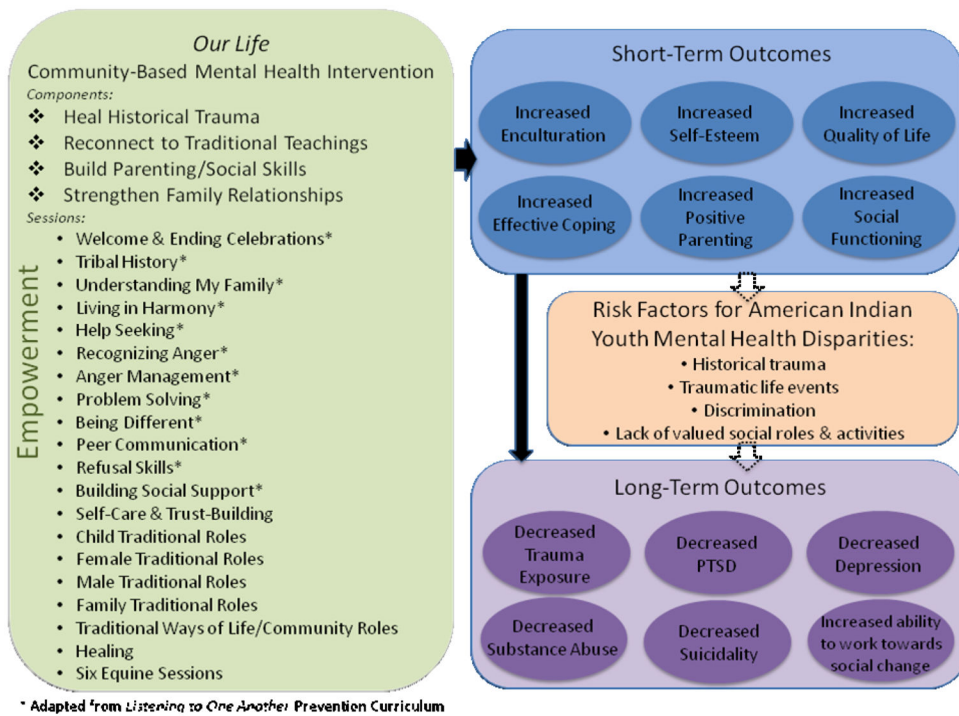 Our Life
Community-Based Mental Health Intervention
Components:
❖ Heal Historical Trauma
❖ Reconnect to Traditional Teachings
❖ Build Parenting/Social Skills
❖ Strengthen Family Relationships
Sessions:
Empowerment
• Welcome & Ending Celebrations*
• Tribal History*
• Understanding My Family*
• Living in Harmony*
• Help Seeking*
• Recognizing Anger*
• Anger Management*
• Problem Solving*
• Being Different*
• Peer Communication*
• Refusal Skills*
• Building Social Support*
• Self-Care & Trust-Building
• Child Traditional Roles
• Female Traditional Roles
• Male Traditional Roles
• Family Traditional Roles
• Traditional Ways of Life/Community Roles
• Healing
• Six Equine Sessions
* Adapted from Listening to One Another Prevention Curriculum
Short-Term Outcomes
Increased
Enculturation
Increased
Self-Esteem
Increased
Quality of Life
Increased
Effective Coping
Increased
Positive
Parenting
Increased
Social
Functioning
Risk Factors for American Indian
Youth Mental Health Disparities:
• Historical trauma
• Traumatic life events
• Discrimination
• Lack of valued social roles & activities
Long-Term Outcomes
Decreased
Trauma
Exposure
Decreased
PTSD
Decreased
Depression
Decreased
Substance Abuse
Decreased
Suicidality
Increased ability
to work towards
social change